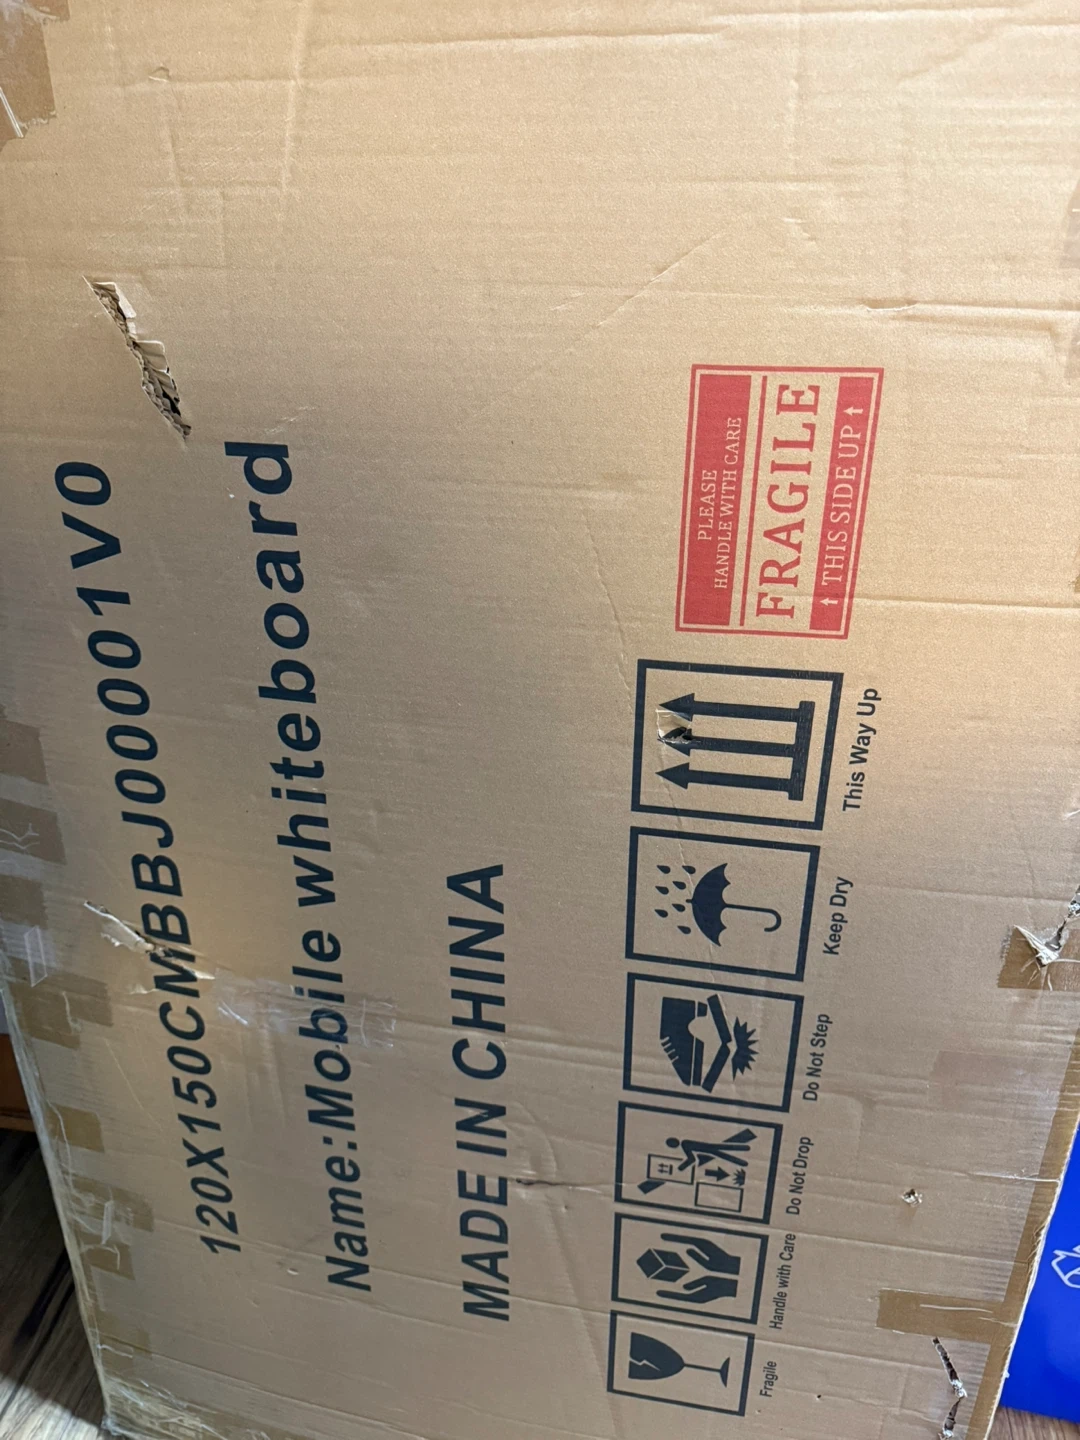 120X150CMBBJ00001V0
Name:Mobile whiteboard
MADE IN CHINA
Fragile
Handle with Care
Do Not Drop
Do Not Step
Keep Dry
This Way Up
PLEASE
HANDLE WITH CARE
FRAGILE
↑ THIS SIDE UP ↑